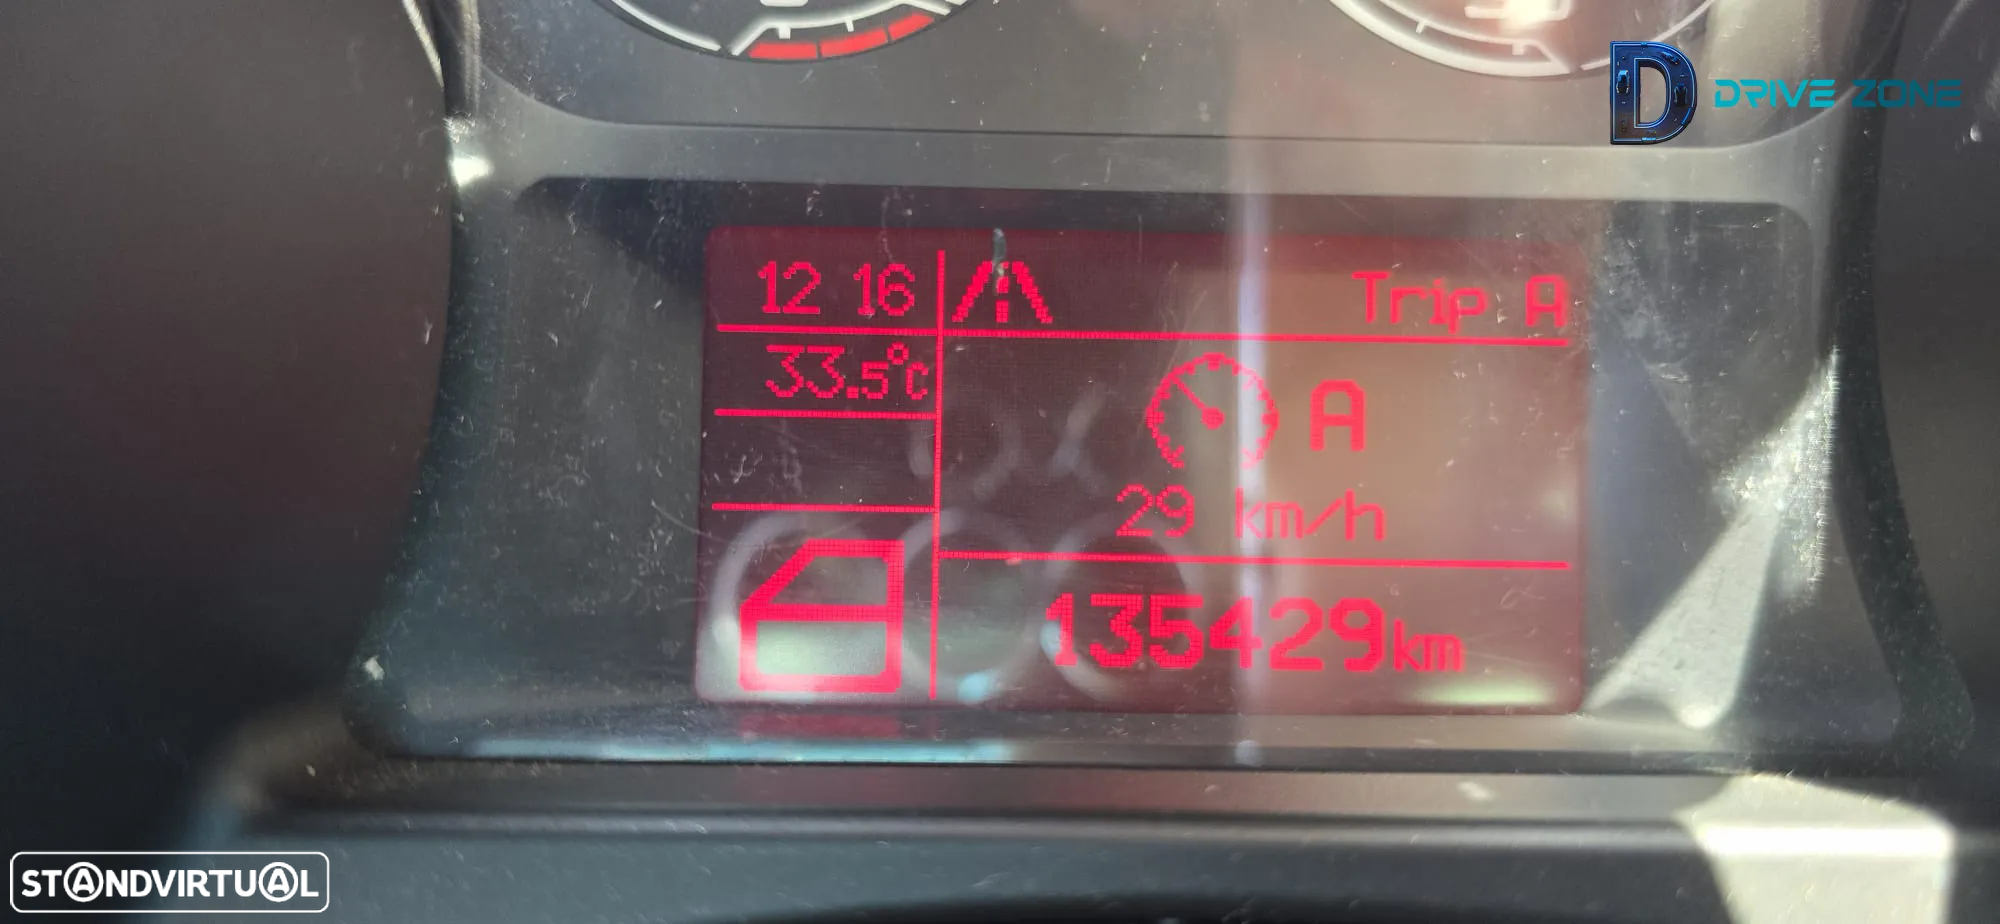 DRIVE ZONE
12 16
Trip A
33.5°C
A
29 km/h
135429km
STANDVIRTUAL